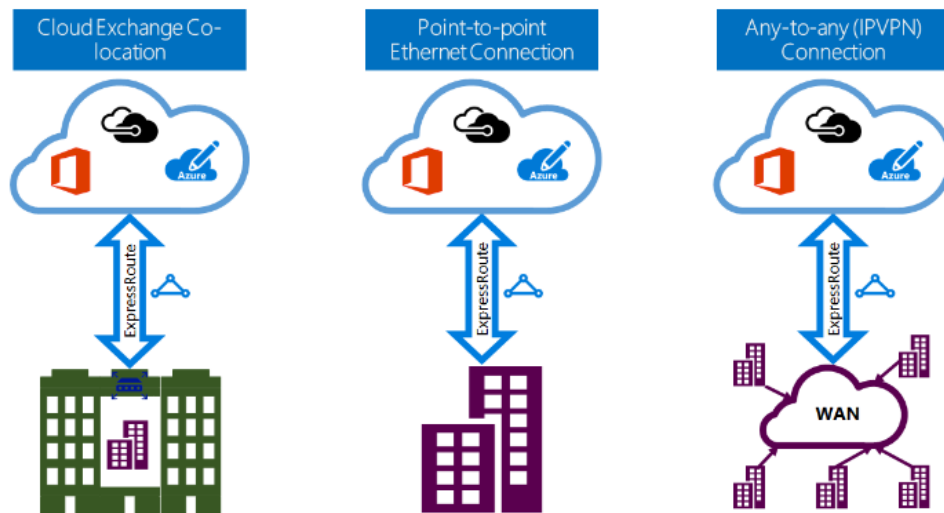 Cloud Exchange Co-
location
Point-to-point
Ethernet Connection
Any-to-any (IPVPN)
Connection
Azure
Azure
Azure
ExpressRoute
ExpressRoute
ExpressRoute
WAN